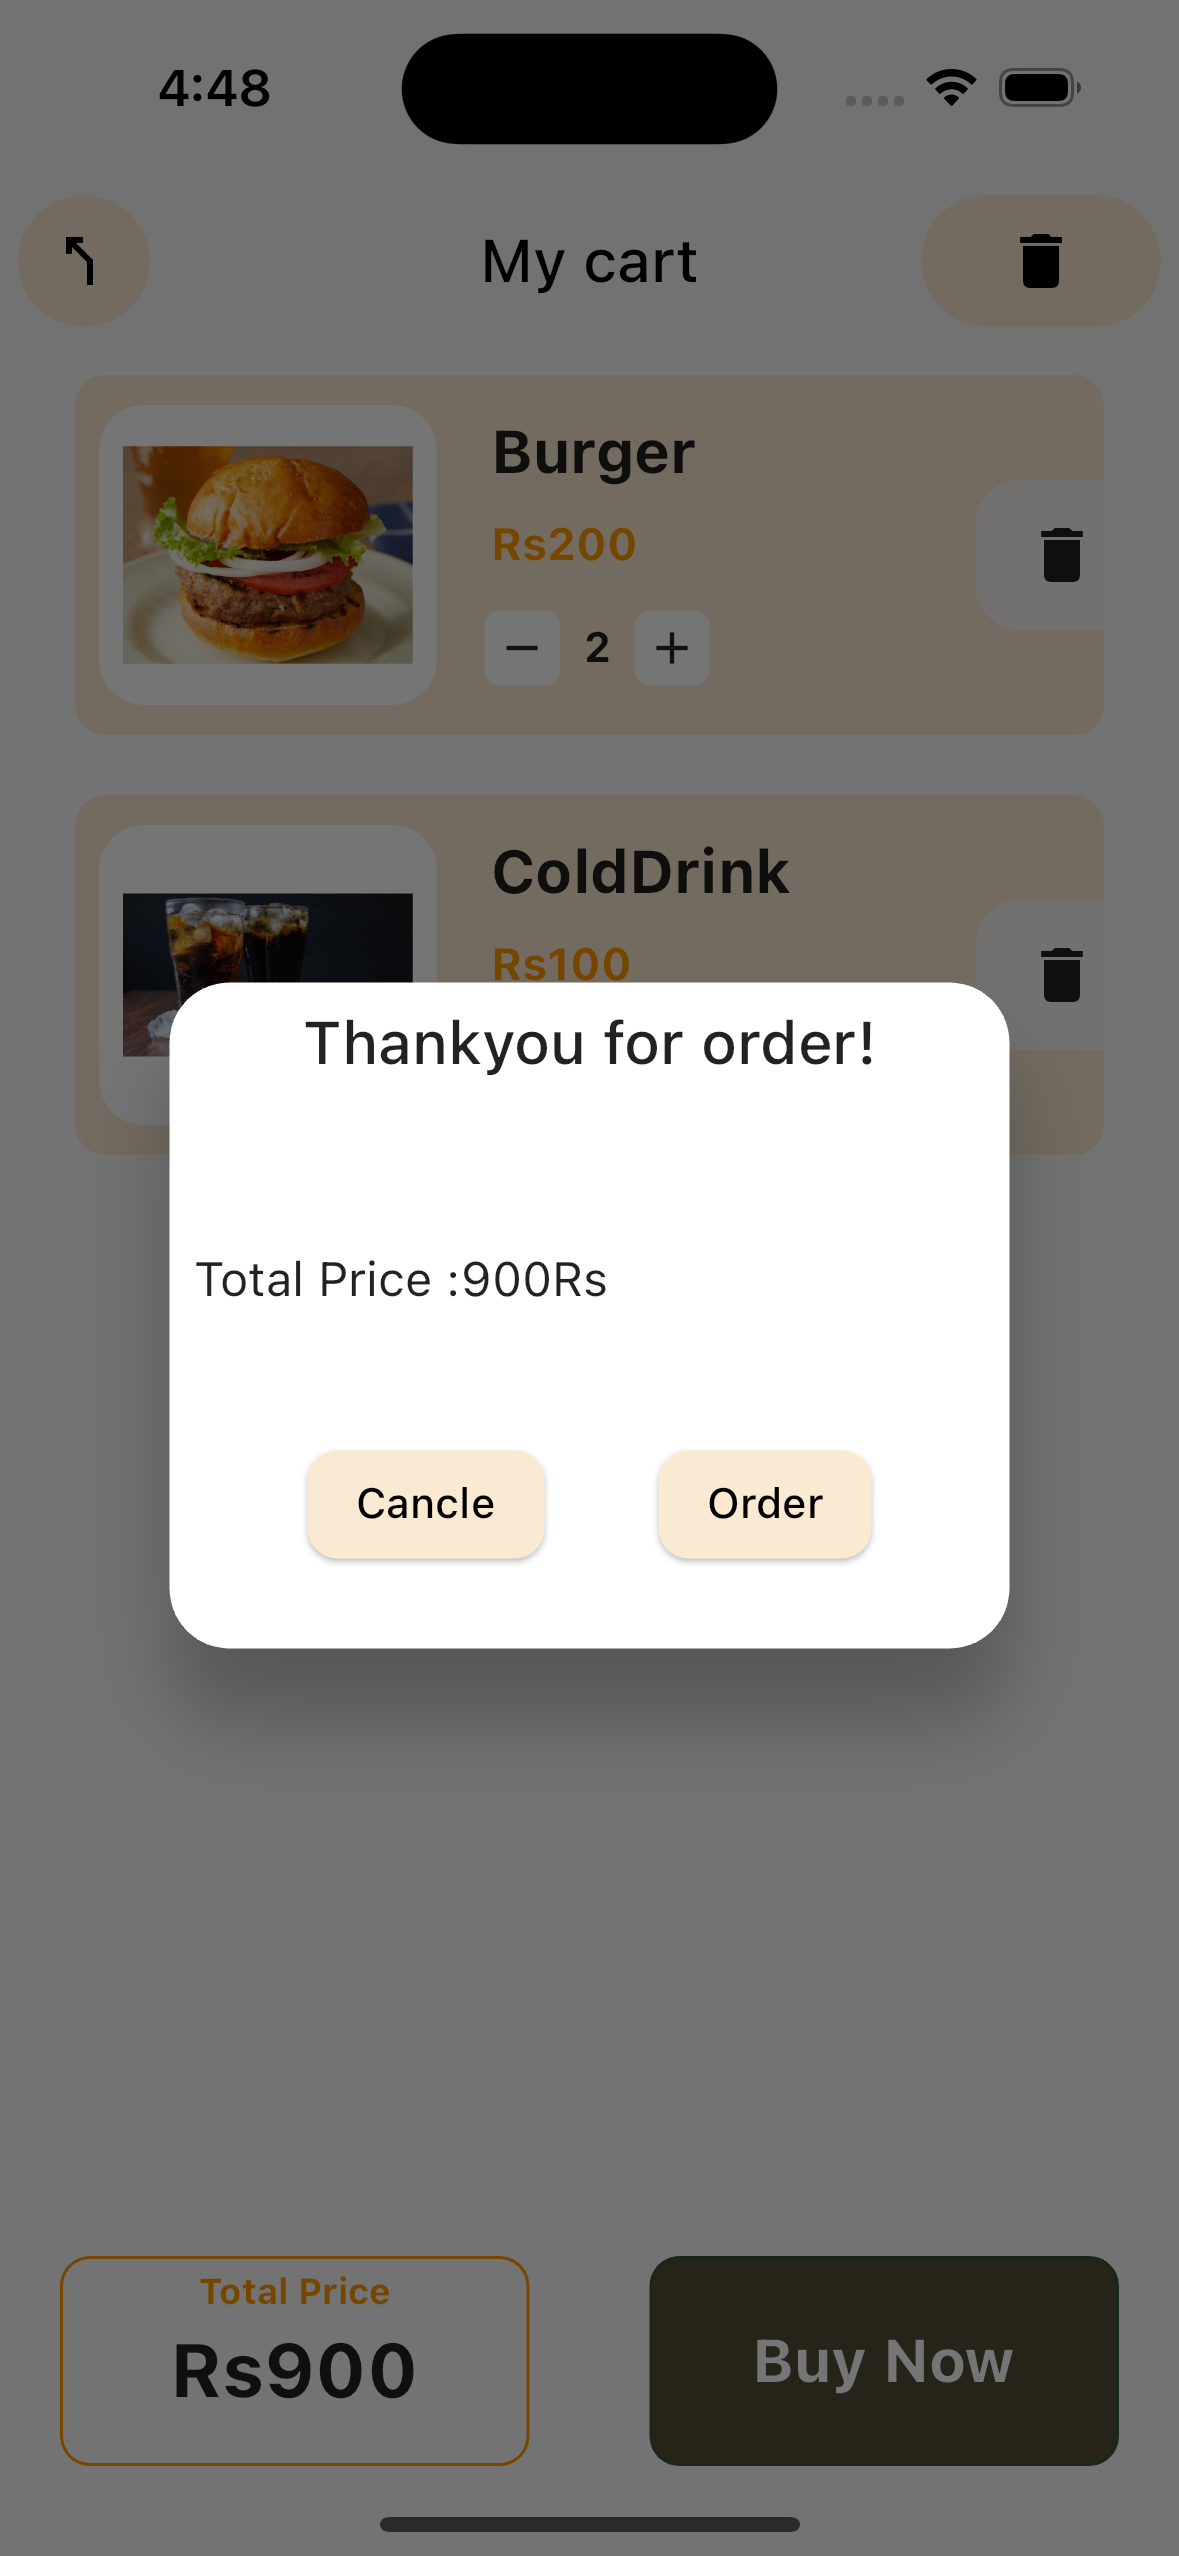 4:48
My cart
Burger
Rs200
2
ColdDrink
Rs100
Thankyou for order!
Total Price :900Rs
Cancle
Order
Total Price
Rs900
Buy Now